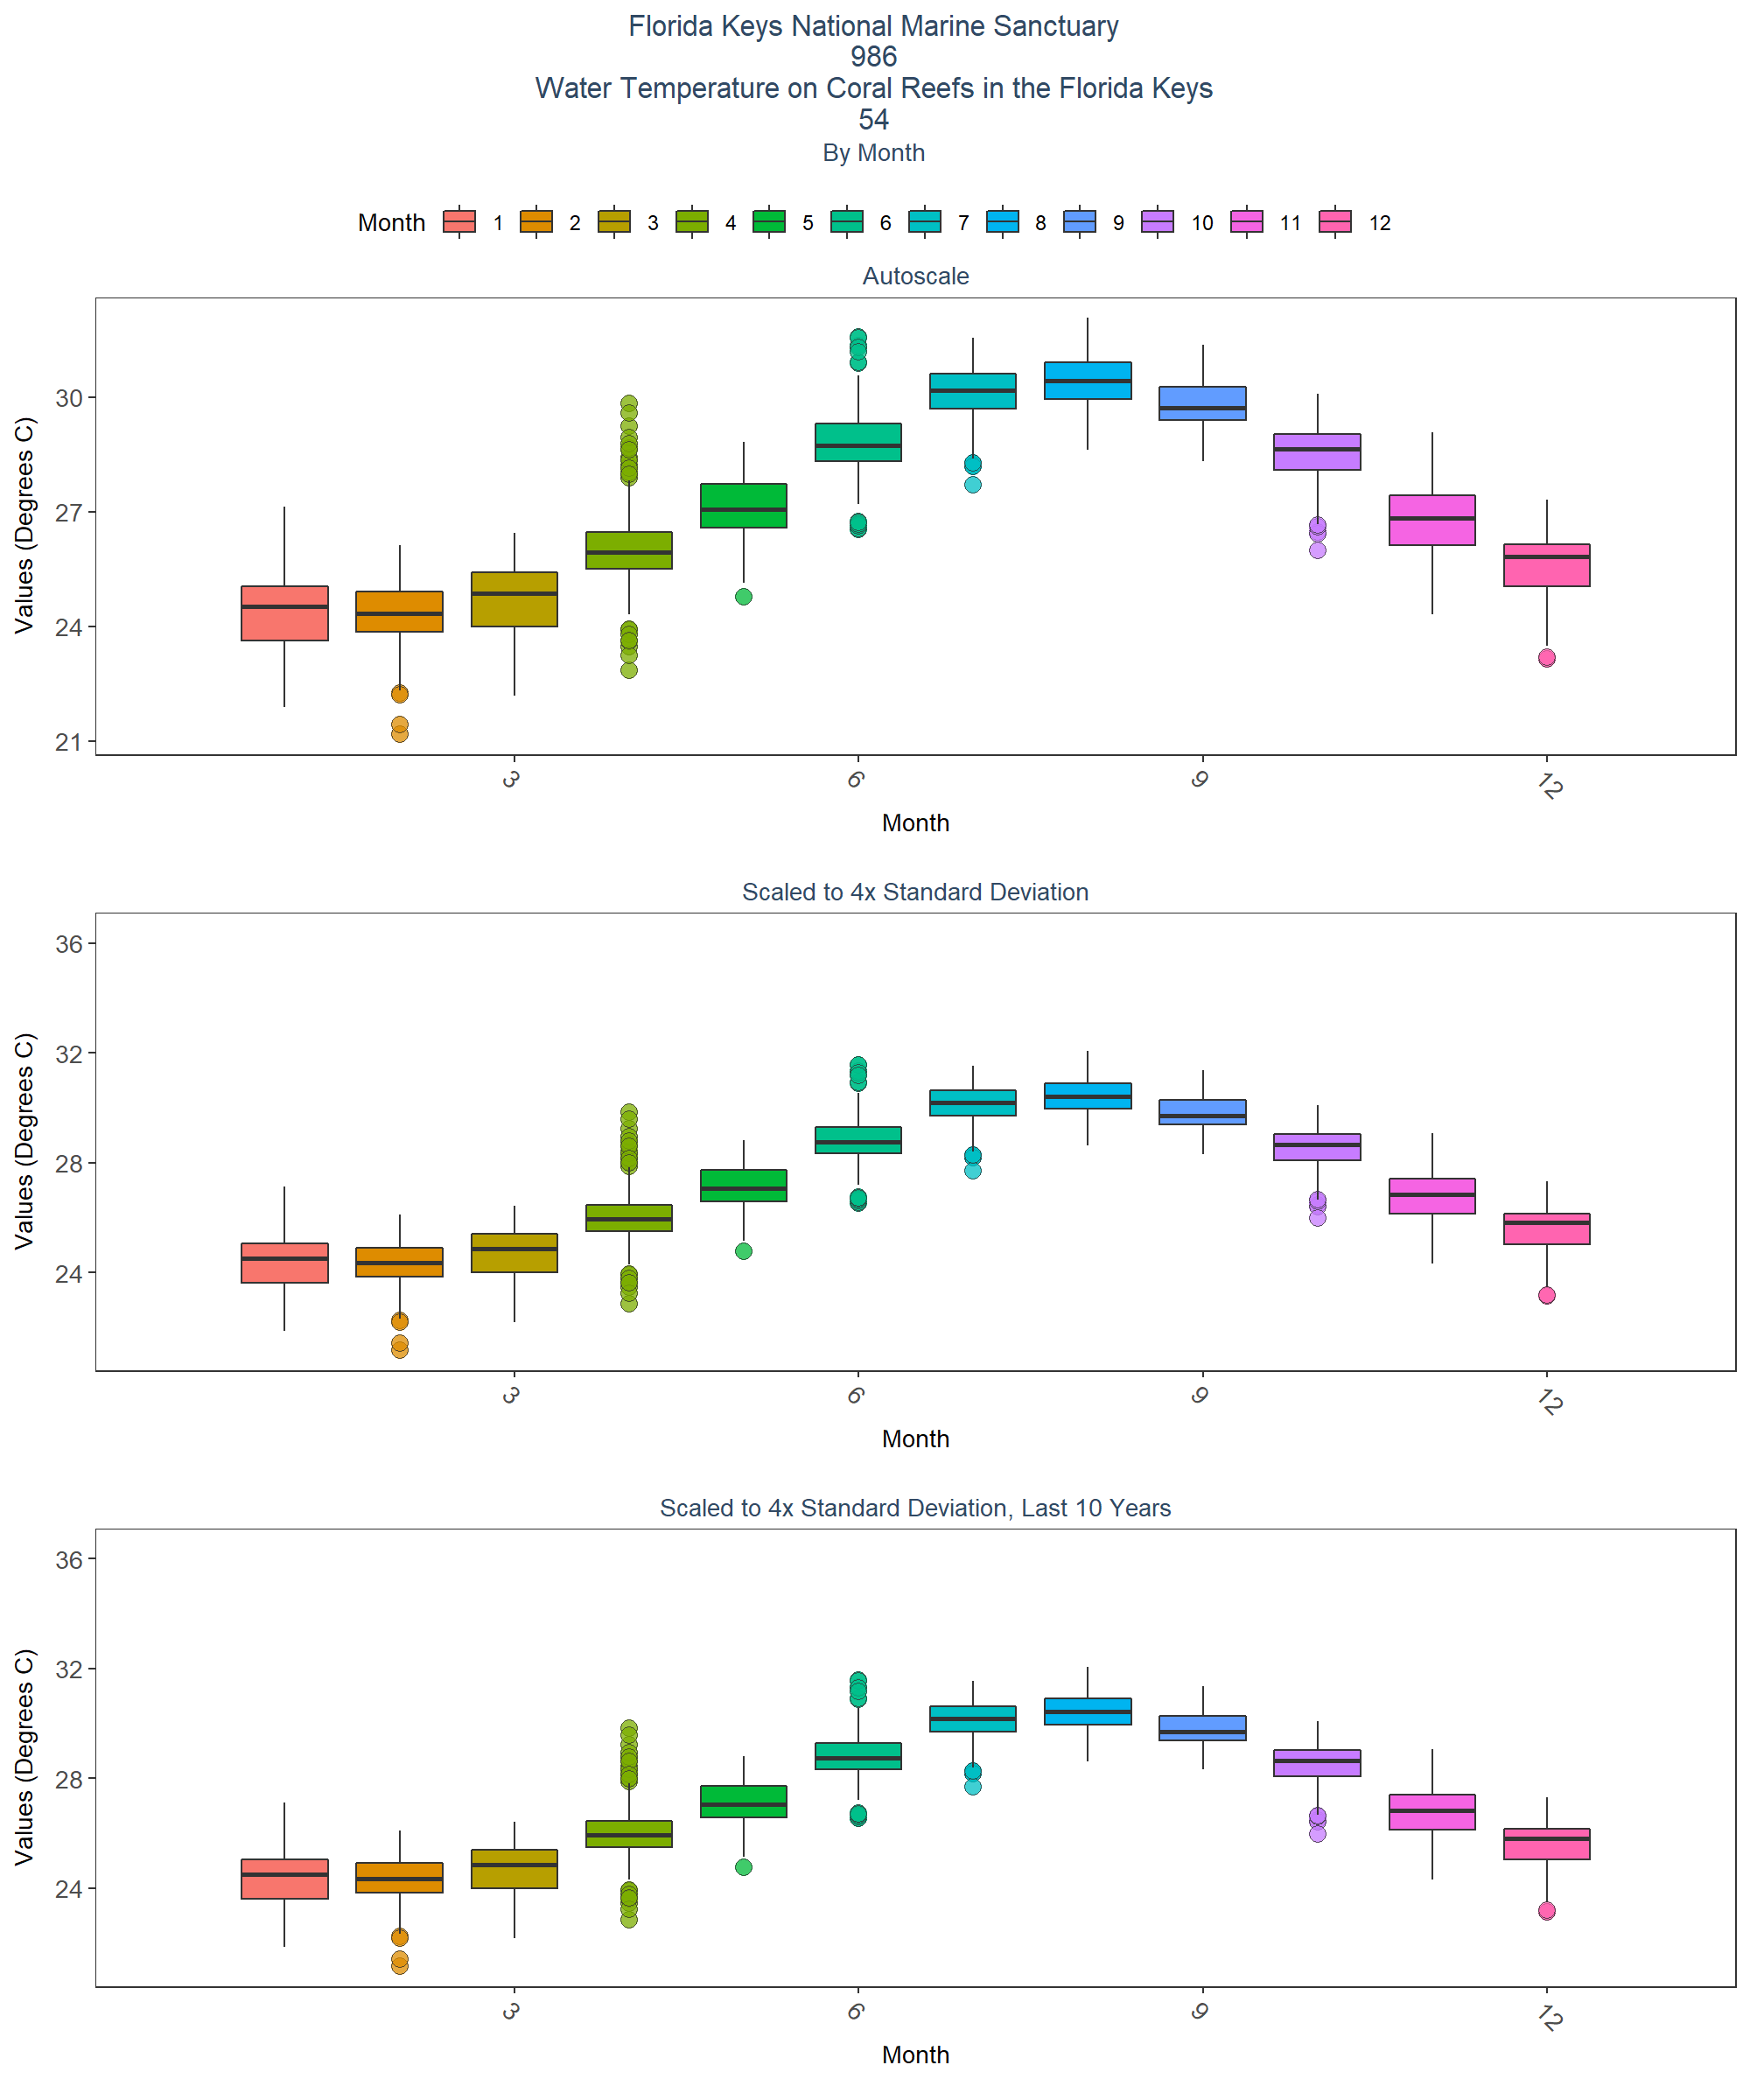 Florida Keys National Marine Sanctuary
986
Water Temperature on Coral Reefs in the Florida Keys
54
By Month
Month 1 2 3 4 5 6 7 8 9 10 11 12
Autoscale
Values (Degrees C)
30
27
24
21
3 6 9 12
Month
Scaled to 4x Standard Deviation
Values (Degrees C)
36
32
28
24
3 6 9 12
Month
Scaled to 4x Standard Deviation, Last 10 Years
Values (Degrees C)
36
32
28
24
3 6 9 12
Month